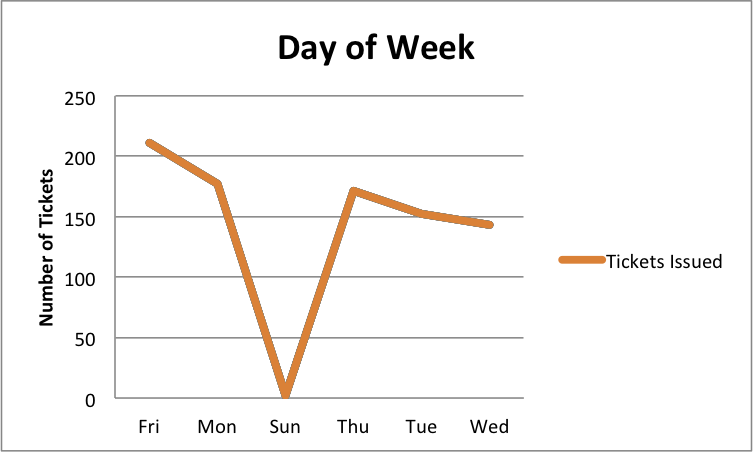 Day of Week
Number of Tickets
250
200
150
100
50
0
Fri Mon Sun Thu Tue Wed
Tickets Issued